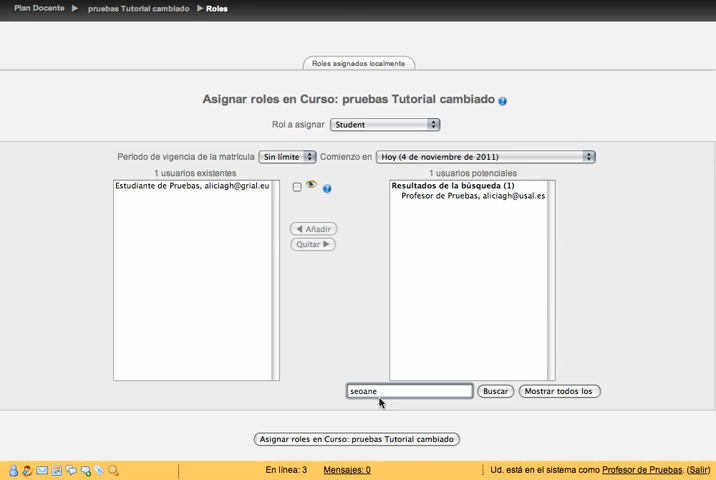 Plan Docente ▶ pruebas Tutorial cambiado ▶ Roles
Roles asignados localmente
Asignar roles en Curso: pruebas Tutorial cambiado
Rol a asignar Student
Período de vigencia de la matrícula Sin límite Comienzo en Hoy (4 de noviembre de 2011)
1 usuarios existentes
1 usuarios potenciales
Estudiante de Pruebas, aliciagh@grial.eu
Resultados de la búsqueda (1)
Profesor de Pruebas, aliciagh@usal.es
◀ Añadir
Quitar ▶
seoane Buscar Mostrar todos los
Asignar roles en Curso: pruebas Tutorial cambiado
En línea: 3 Mensajes: 0 Ud. está en el sistema como Profesor de Pruebas. (Salir)